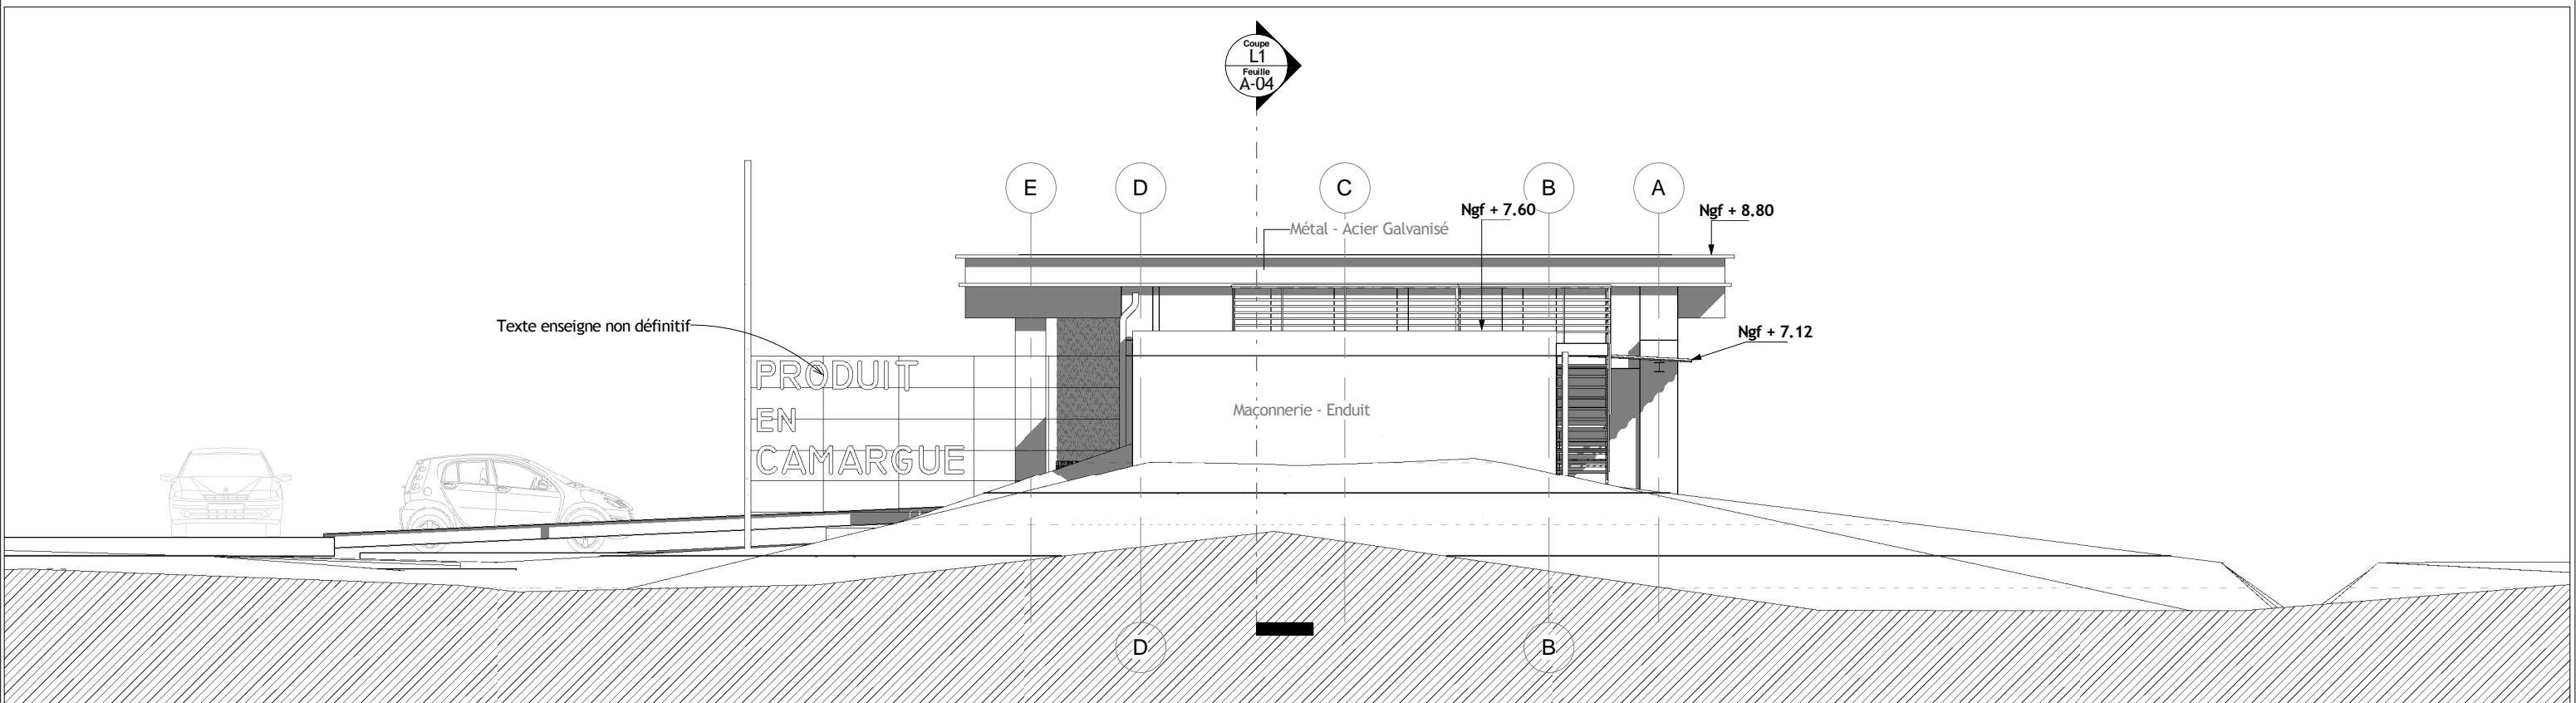 Coupe
L1
Feuille
A-04
E
D
C
B
A
Ngf + 7.60
Ngf + 8.80
Métal - Acier Galvanisé
Texte enseigne non définitif
Ngf + 7.12
PRODUIT
EN
CAMARGUE
Maçonnerie - Enduit
D
B